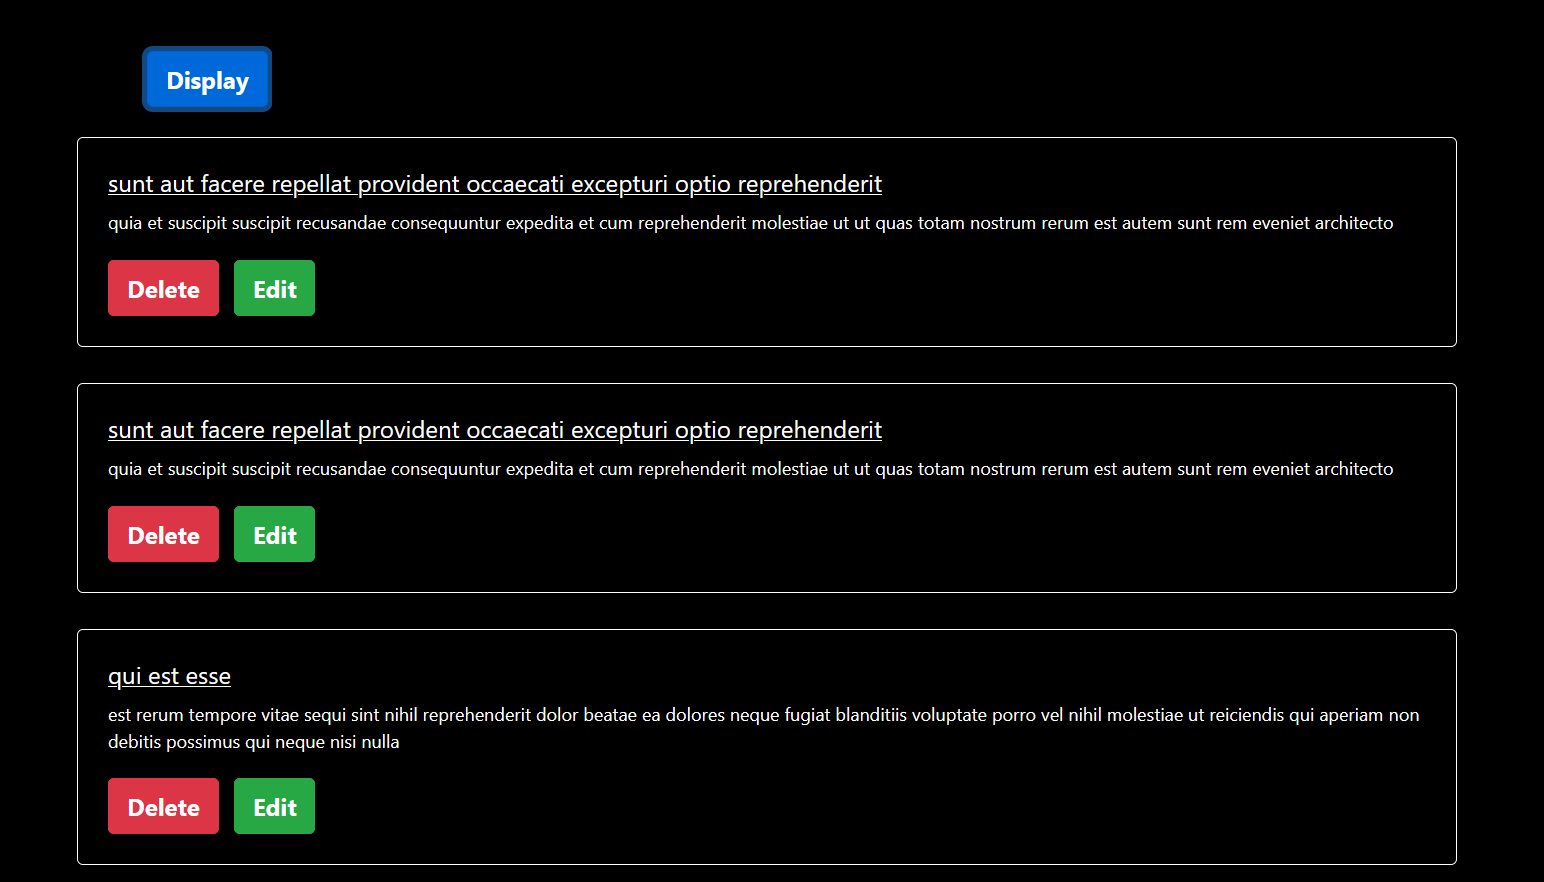 Display
sunt aut facere repellat provident occaecati excepturi optio reprehenderit
quia et suscipit suscipit recusandae consequuntur expedita et cum reprehenderit molestiae ut ut quas totam nostrum rerum est autem sunt rem eveniet architecto
Delete Edit
sunt aut facere repellat provident occaecati excepturi optio reprehenderit
quia et suscipit suscipit recusandae consequuntur expedita et cum reprehenderit molestiae ut ut quas totam nostrum rerum est autem sunt rem eveniet architecto
Delete Edit
qui est esse
est rerum tempore vitae sequi sint nihil reprehenderit dolor beatae ea dolores neque fugiat blanditiis voluptate porro vel nihil molestiae ut reiciendis qui aperiam non
debitis possimus qui neque nisi nulla
Delete Edit